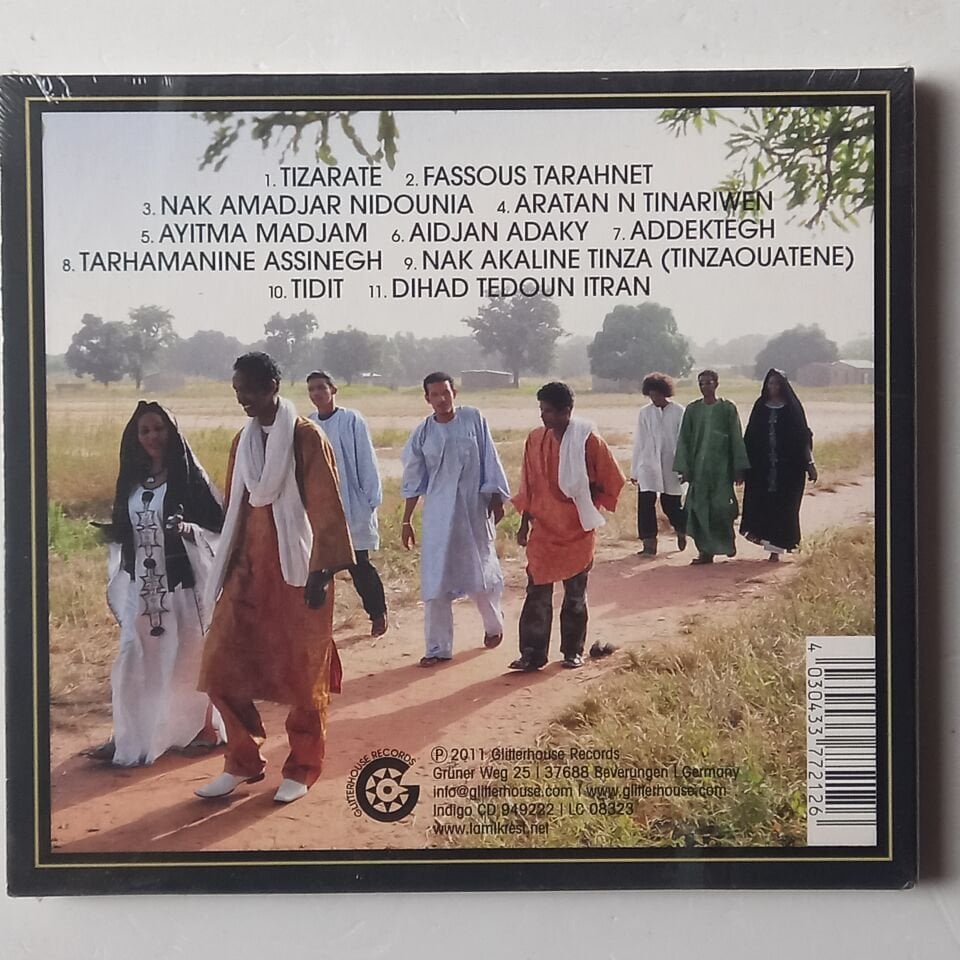 1. TIZARATE 2. FASSOUS TARAHNET
3. NAK AMADJAR NIDOUNIA 4. ARATAN N TINARIWEN
5. AYITMA MADJAM 6. AIDJAN ADAKY 7. ADDEKTEGH
8. TARHAMANINE ASSINEGH 9. NAK AKALINE TINZA (TINZAOUATENE)
10. TIDIT 11. DIHAD TEDOUN ITRAN
GLITTERHOUSE RECORDS
Ⓟ 2011 Glitterhouse Records
Grüner Weg 25 | 37688 Beverungen | Germany
info@glitterhouse.com | www.glitterhouse.com
Indigo CD 949222 | LC 08323
www.tamikrest.net
4 030433 772126